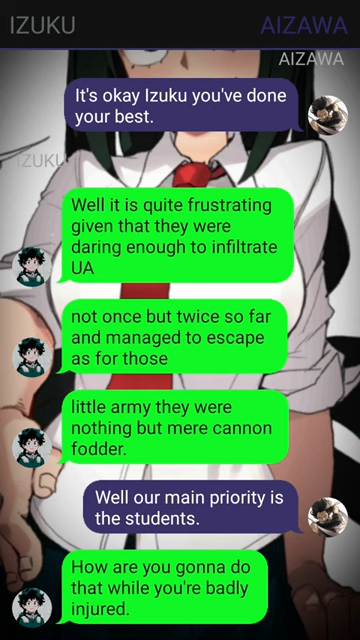 IZUKU
AIZAWA
AIZAWA
It's okay Izuku you've done
your best.
IZUKU
Well it is quite frustrating
given that they were
daring enough to infiltrate
UA
not once but twice so far
and managed to escape
as for those
little army they were
nothing but mere cannon
fodder.
Well our main priority is
the students.
How are you gonna do
that while you're badly
injured.